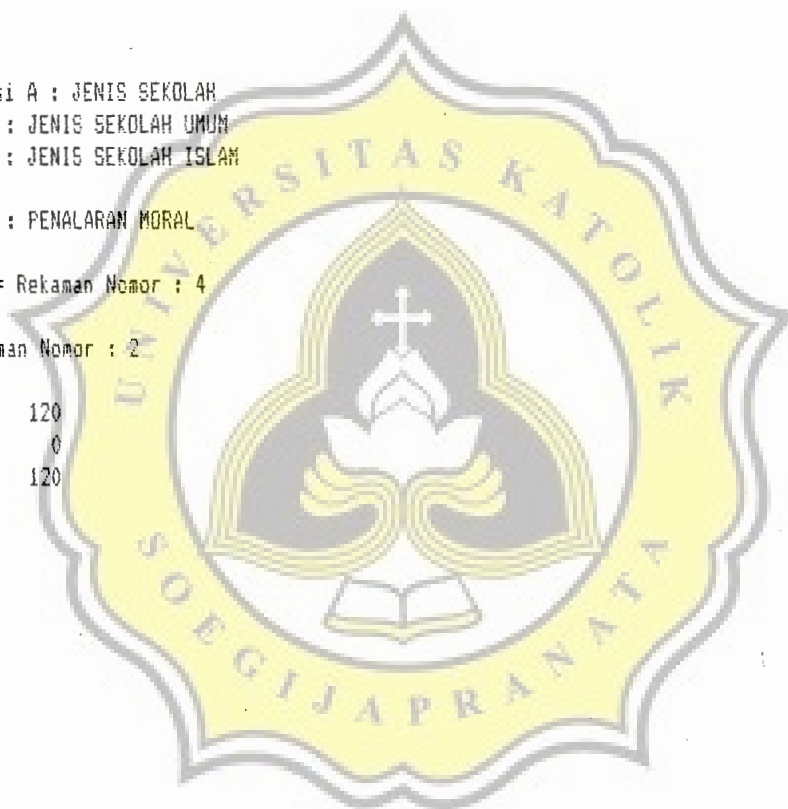 si A : JENIS SEKOLAH
: JENIS SEKOLAH UMUM
: JENIS SEKOLAH ISLAM
: PENALARAN MORAL
= Rekaman Nomor : 4
man Nomor : 2
120
0
120
UNIVERSITAS KATOLIK
SOEGIJAPRANATA